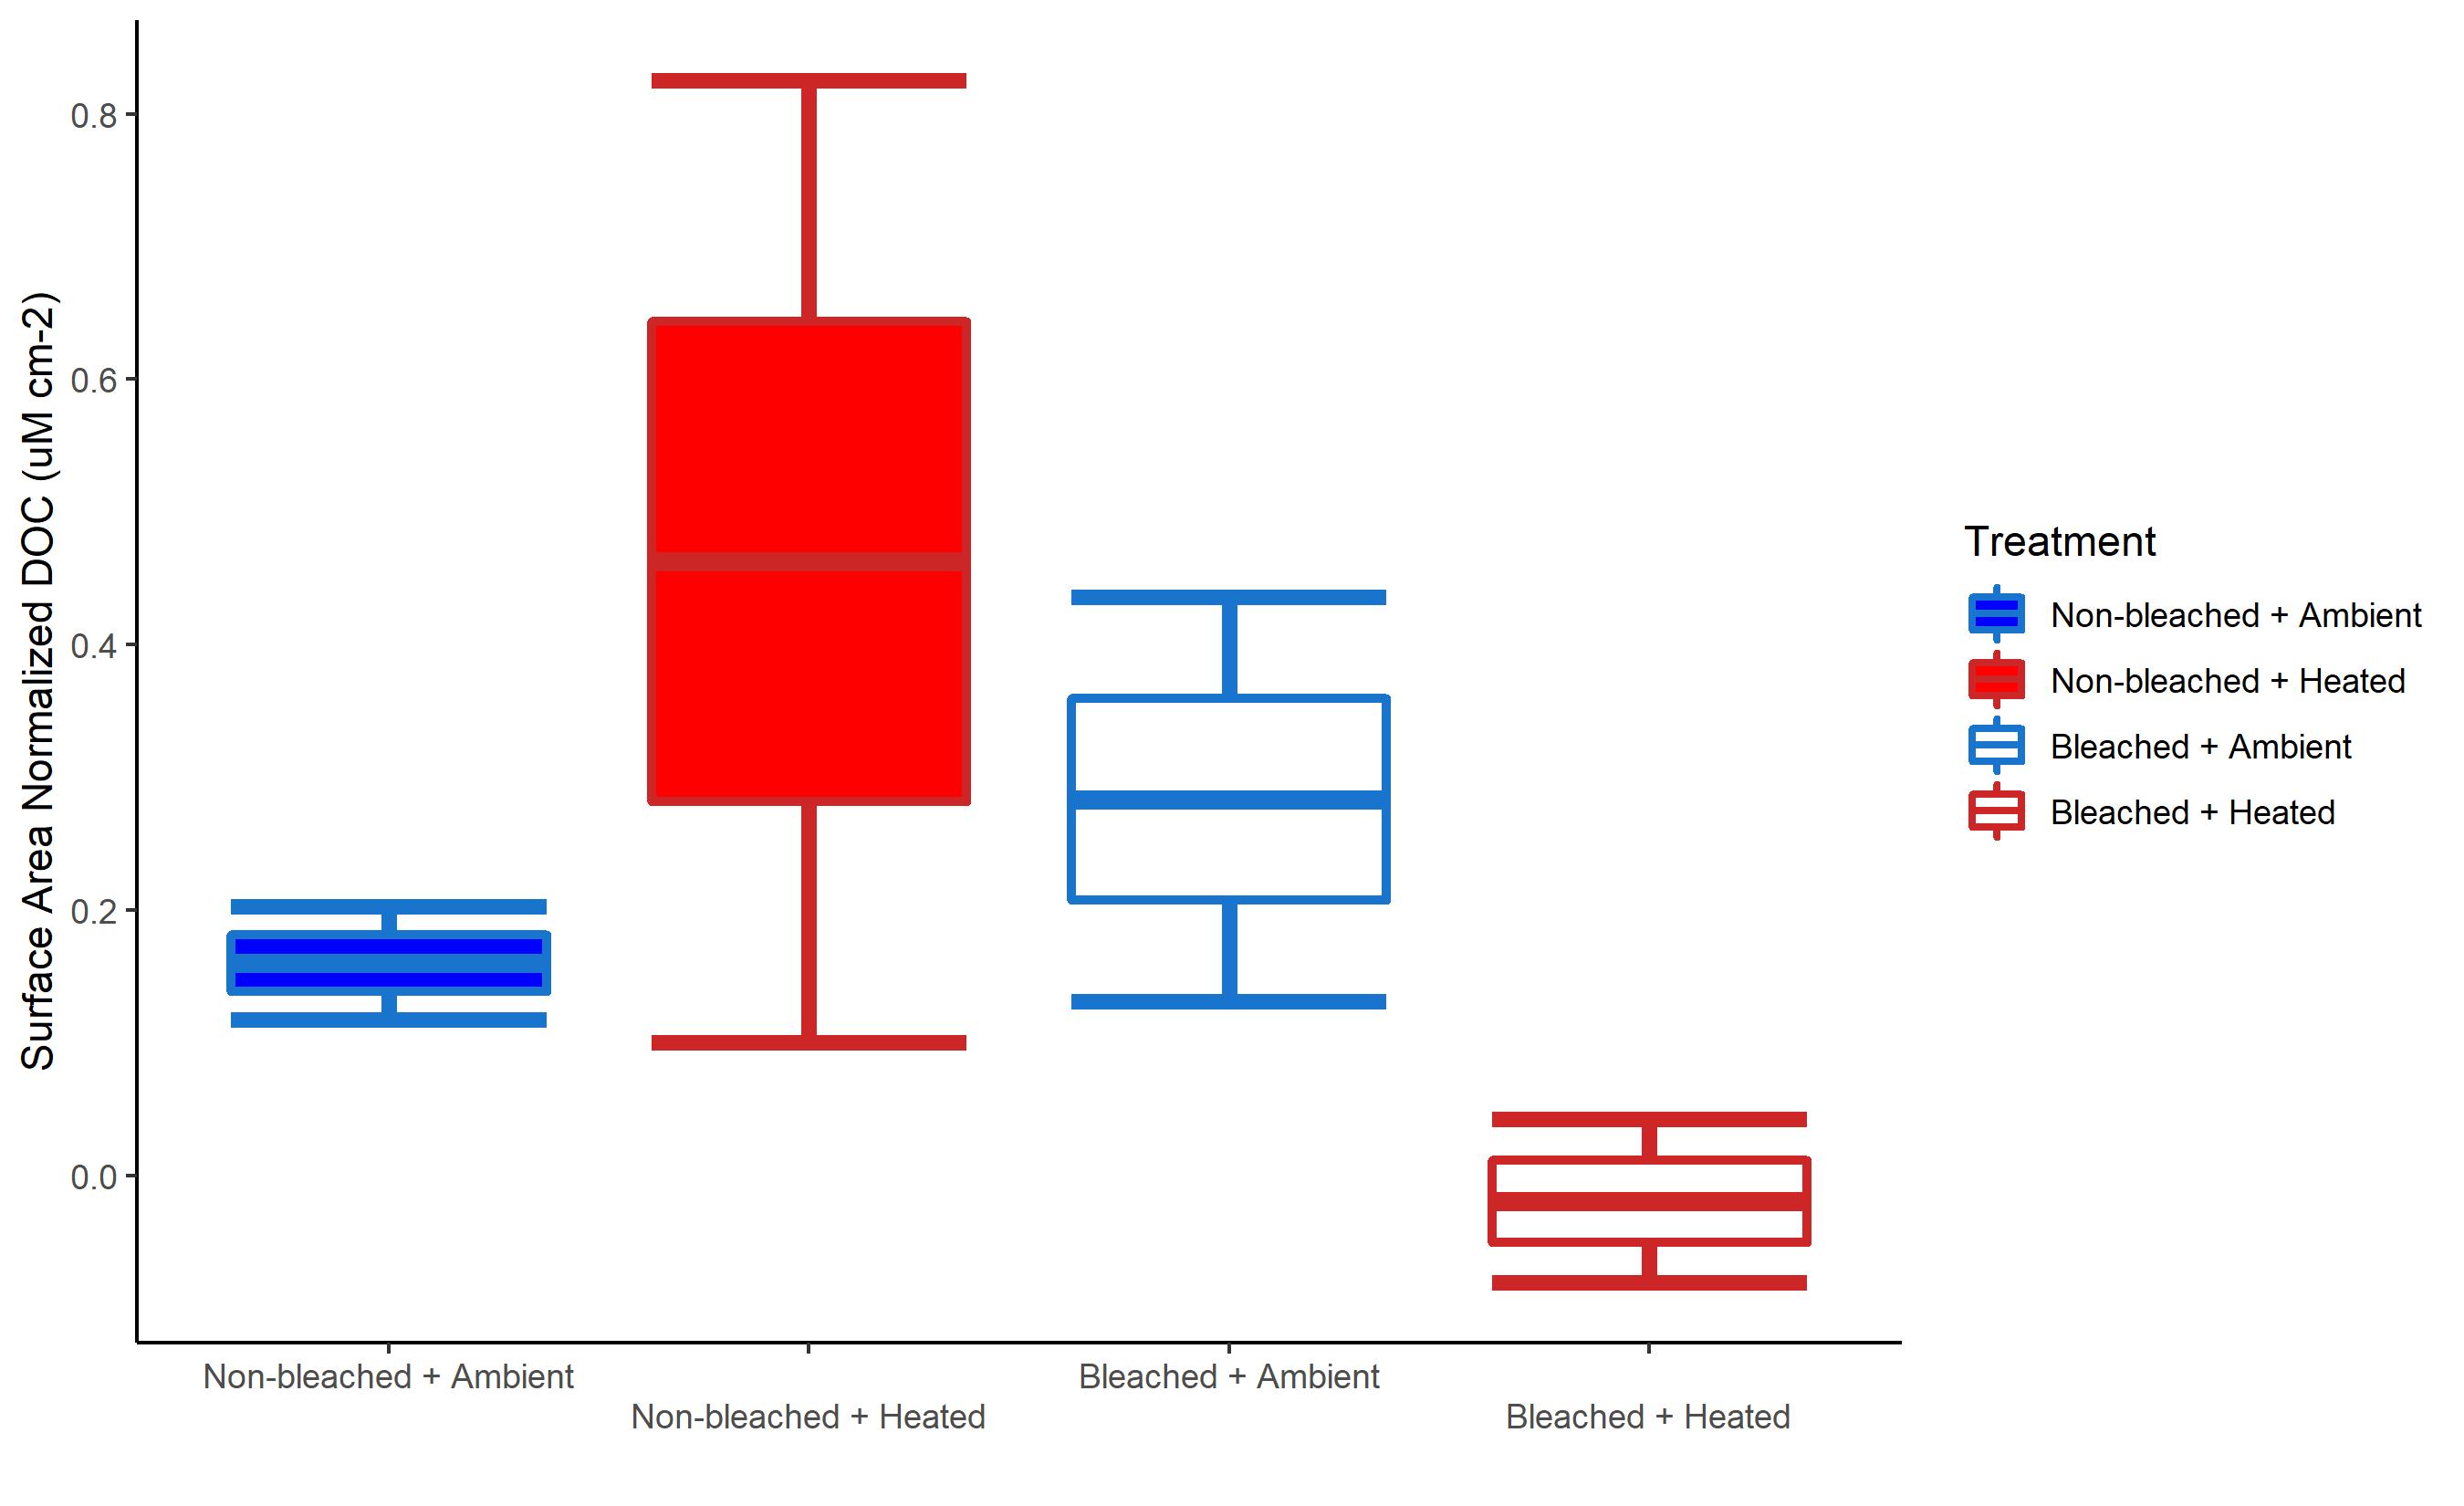 Surface Area Normalized DOC (uM cm-2)
0.8
0.6
0.4
0.2
0.0
Non-bleached + Ambient
Non-bleached + Heated
Bleached + Ambient
Bleached + Heated
Treatment
Non-bleached + Ambient
Non-bleached + Heated
Bleached + Ambient
Bleached + Heated